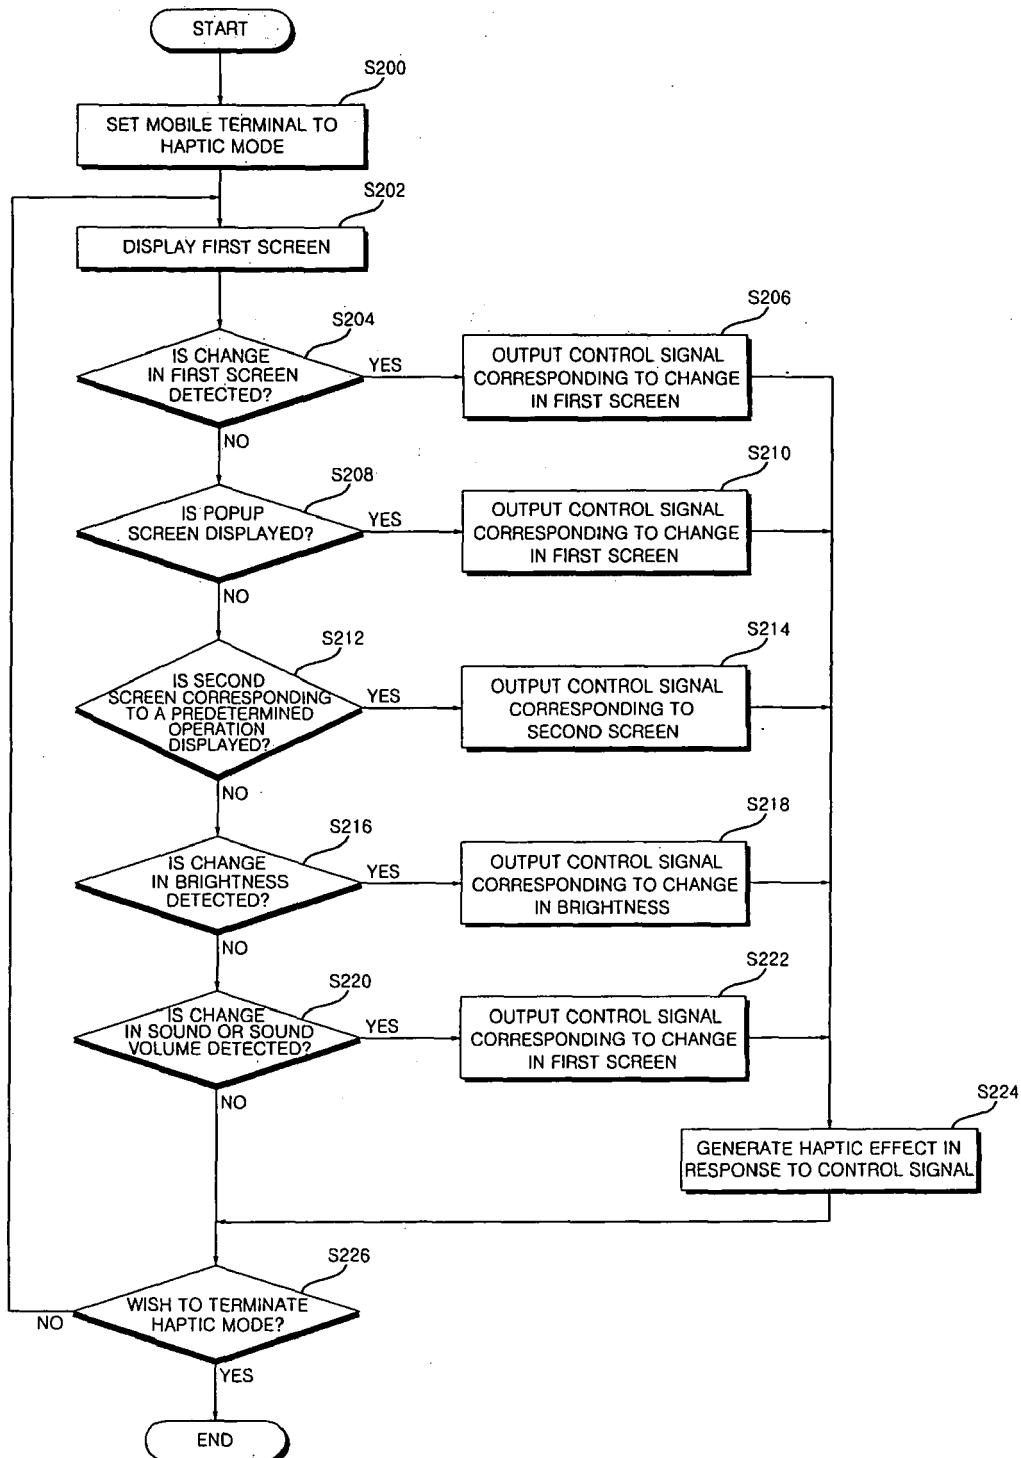 START
S200
SET MOBILE TERMINAL TO
HAPTIC MODE
S202
DISPLAY FIRST SCREEN
S204
IS CHANGE
IN FIRST SCREEN
DETECTED?
YES
NO
S206
OUTPUT CONTROL SIGNAL
CORRESPONDING TO CHANGE
IN FIRST SCREEN
S208
IS POPUP
SCREEN DISPLAYED?
YES
NO
S210
OUTPUT CONTROL SIGNAL
CORRESPONDING TO CHANGE
IN FIRST SCREEN
S212
IS SECOND
SCREEN CORRESPONDING
TO A PREDETERMINED
OPERATION
DISPLAYED?
YES
NO
S214
OUTPUT CONTROL SIGNAL
CORRESPONDING TO
SECOND SCREEN
S216
IS CHANGE
IN BRIGHTNESS
DETECTED?
YES
NO
S218
OUTPUT CONTROL SIGNAL
CORRESPONDING TO CHANGE
IN BRIGHTNESS
S220
IS CHANGE
IN SOUND OR SOUND
VOLUME DETECTED?
YES
NO
S222
OUTPUT CONTROL SIGNAL
CORRESPONDING TO CHANGE
IN FIRST SCREEN
S224
GENERATE HAPTIC EFFECT IN
RESPONSE TO CONTROL SIGNAL
S226
WISH TO TERMINATE
HAPTIC MODE?
NO
YES
END